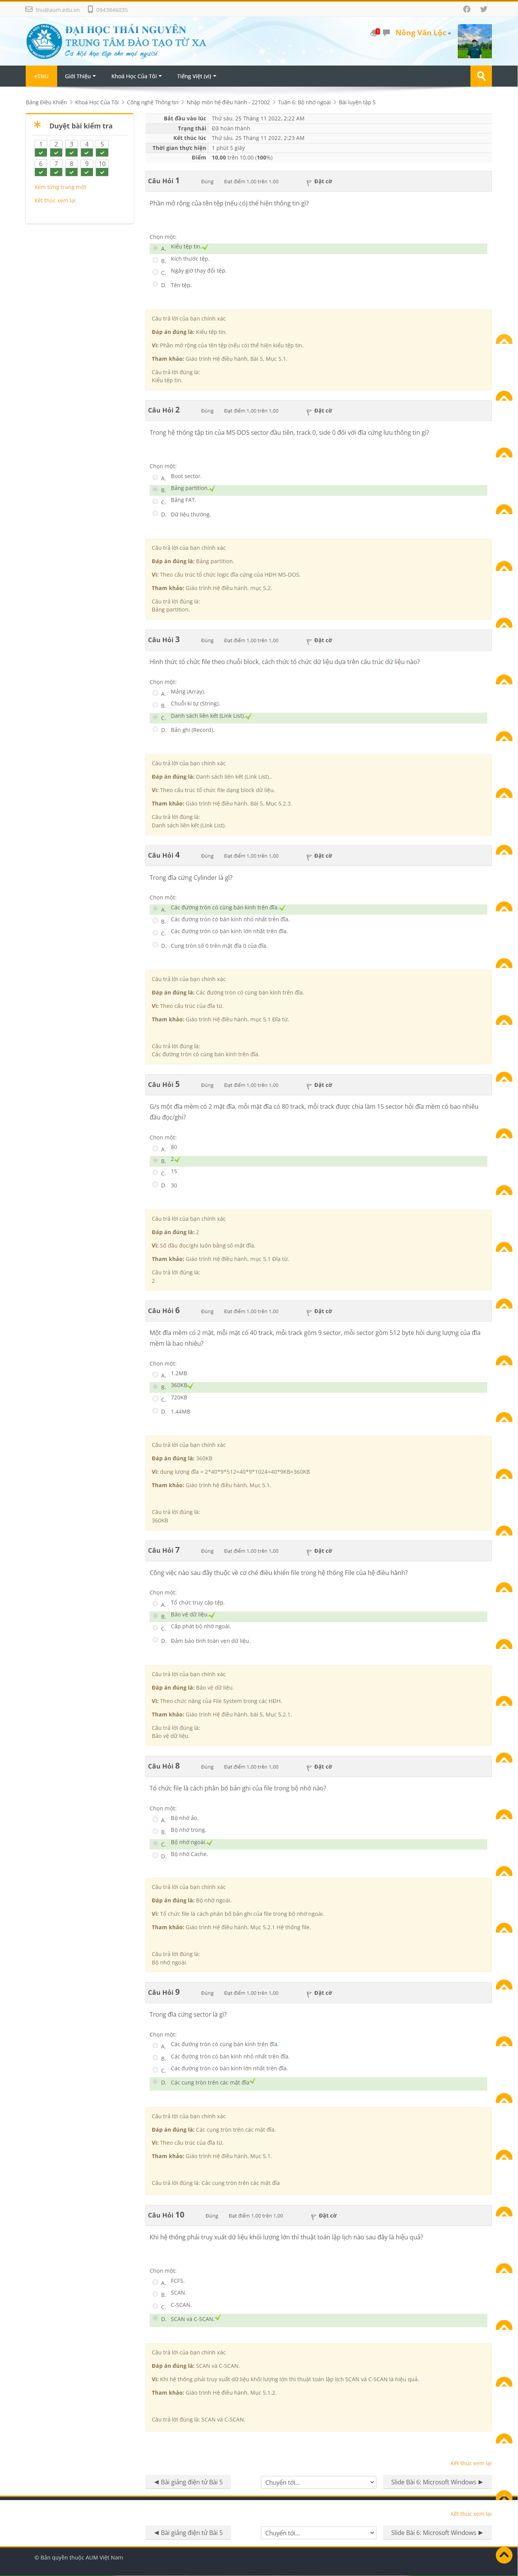 tnu@aum.edu.vn 0943846035
ĐẠI HỌC THÁI NGUYÊN
TRUNG TÂM ĐÀO TẠO TỪ XA
Cơ hội học tập cho mọi người
Nông Văn Lộc
eTNU Giới Thiệu Khoá Học Của Tôi Tiếng Việt (vi)
Bảng Điều Khiển > Khoá Học Của Tôi > Công nghệ Thông tin > Nhập môn hệ điều hành - 221002 > Tuần 6: Bộ nhớ ngoài > Bài luyện tập 5
Duyệt bài kiểm tra
1 2 3 4 5
6 7 8 9 10
Xem từng trang một
Kết thúc xem lại
Bắt đầu vào lúc Thứ sáu, 25 Tháng 11 2022, 2:22 AM
Trạng thái Đã hoàn thành
Kết thúc lúc Thứ sáu, 25 Tháng 11 2022, 2:23 AM
Thời gian thực hiện 1 phút 5 giây
Điểm 10,00 trên 10,00 (100%)
Câu Hỏi 1 Đúng Đạt điểm 1,00 trên 1,00 Đặt cờ
Phần mở rộng của tên tệp (nếu có) thể hiện thông tin gì?
Chọn một:
A. Kiểu tệp tin.
B. Kích thước tệp.
C. Ngày giờ thay đổi tệp.
D. Tên tệp.
Câu trả lời của bạn chính xác
Đáp án đúng là: Kiểu tệp tin.
Vì: Phần mở rộng của tên tệp (nếu có) thể hiện kiểu tệp tin.
Tham khảo: Giáo trình Hệ điều hành, Bài 5, Mục 5.1.
Câu trả lời đúng là:
Kiểu tệp tin.
Câu Hỏi 2 Đúng Đạt điểm 1,00 trên 1,00 Đặt cờ
Trong hệ thống tập tin của MS-DOS sector đầu tiên, track 0, side 0 đối với đĩa cứng lưu thông tin gì?
Chọn một:
A. Boot sector.
B. Bảng partition.
C. Bảng FAT.
D. Dữ liệu thường.
Câu trả lời của bạn chính xác
Đáp án đúng là: Bảng partition.
Vì: Theo cấu trúc tổ chức logic đĩa cứng của HĐH MS-DOS.
Tham khảo: Giáo trình Hệ điều hành, mục 5.2.
Câu trả lời đúng là:
Bảng partition.
Câu Hỏi 3 Đúng Đạt điểm 1,00 trên 1,00 Đặt cờ
Hình thức tổ chức file theo chuỗi block, cách thức tổ chức dữ liệu dựa trên cấu trúc dữ liệu nào?
Chọn một:
A. Mảng (Array).
B. Chuỗi kí tự (String).
C. Danh sách liên kết (Link List).
D. Bản ghi (Record).
Câu trả lời của bạn chính xác
Đáp án đúng là: Danh sách liên kết (Link List)..
Vì: Theo cấu trúc tổ chức file dạng block dữ liệu.
Tham khảo: Giáo trình Hệ điều hành, Bài 5, Mục 5.2.3.
Câu trả lời đúng là:
Danh sách liên kết (Link List).
Câu Hỏi 4 Đúng Đạt điểm 1,00 trên 1,00 Đặt cờ
Trong đĩa cứng Cylinder là gì?
Chọn một:
A. Các đường tròn có cùng bán kính trên đĩa.
B. Các đường tròn có bán kính nhỏ nhất trên đĩa.
C. Các đường tròn có bán kính lớn nhất trên đĩa.
D. Cung tròn số 0 trên mặt đĩa 0 của đĩa.
Câu trả lời của bạn chính xác
Đáp án đúng là: Các đường tròn có cùng bán kính trên đĩa.
Vì: Theo cấu trúc của đĩa từ.
Tham khảo: Giáo trình Hệ điều hành, mục 5.1 Đĩa từ.
Câu trả lời đúng là:
Các đường tròn có cùng bán kính trên đĩa.
Câu Hỏi 5 Đúng Đạt điểm 1,00 trên 1,00 Đặt cờ
G/s một đĩa mềm có 2 mặt đĩa, mỗi mặt đĩa có 80 track, mỗi track được chia làm 15 sector hỏi đĩa mềm có bao nhiêu
đầu đọc/ghi?
Chọn một:
A. 80
B. 2
C. 15
D. 30
Câu trả lời của bạn chính xác
Đáp án đúng là: 2
Vì: Số đầu đọc/ghi luôn bằng số mặt đĩa.
Tham khảo: Giáo trình Hệ điều hành, mục 5.1 Đĩa từ.
Câu trả lời đúng là:
2
Câu Hỏi 6 Đúng Đạt điểm 1,00 trên 1,00 Đặt cờ
Một đĩa mềm có 2 mặt, mỗi mặt có 40 track, mỗi track gồm 9 sector, mỗi sector gồm 512 byte hỏi dung lượng của đĩa
mềm là bao nhiêu?
Chọn một:
A. 1.2MB
B. 360KB
C. 720KB
D. 1.44MB
Câu trả lời của bạn chính xác
Đáp án đúng là: 360KB
Vì: dung lượng đĩa = 2*40*9*512=40*9*1024=40*9KB=360KB
Tham khảo: Giáo trình hệ điều hành, Mục 5.1.
Câu trả lời đúng là:
360KB
Câu Hỏi 7 Đúng Đạt điểm 1,00 trên 1,00 Đặt cờ
Công việc nào sau đây thuộc về cơ chế điều khiển file trong hệ thống File của hệ điều hành?
Chọn một:
A. Tổ chức truy cập tệp.
B. Bảo vệ dữ liệu.
C. Cấp phát bộ nhớ ngoài.
D. Đảm bảo tính toàn vẹn dữ liệu.
Câu trả lời của bạn chính xác
Đáp án đúng là: Bảo vệ dữ liệu.
Vì: Theo chức năng của File System trong các HĐH.
Tham khảo: Giáo trình Hệ điều hành, bài 5, Mục 5.2.1.
Câu trả lời đúng là:
Bảo vệ dữ liệu.
Câu Hỏi 8 Đúng Đạt điểm 1,00 trên 1,00 Đặt cờ
Tổ chức file là cách phân bố bản ghi của file trong bộ nhớ nào?
Chọn một:
A. Bộ nhớ ảo.
B. Bộ nhớ trong.
C. Bộ nhớ ngoài.
D. Bộ nhớ Cache.
Câu trả lời của bạn chính xác
Đáp án đúng là: Bộ nhớ ngoài.
Vì: Tổ chức file là cách phân bố bản ghi của file trong bộ nhớ ngoài.
Tham khảo: Giáo trình Hệ điều hành, Mục 5.2.1 Hệ thống file.
Câu trả lời đúng là:
Bộ nhớ ngoài.
Câu Hỏi 9 Đúng Đạt điểm 1,00 trên 1,00 Đặt cờ
Trong đĩa cứng sector là gì?
Chọn một:
A. Các đường tròn có cùng bán kính trên đĩa.
B. Các đường tròn có bán kính nhỏ nhất trên đĩa.
C. Các đường tròn có bán kính lớn nhất trên đĩa.
D. Các cung tròn trên các mặt đĩa
Câu trả lời của bạn chính xác
Đáp án đúng là: Các cung tròn trên các mặt đĩa.
Vì: Theo cấu trúc của đĩa từ.
Tham khảo: Giáo trình Hệ điều hành, Mục 5.1.
Câu trả lời đúng là: Các cung tròn trên các mặt đĩa
Câu Hỏi 10 Đúng Đạt điểm 1,00 trên 1,00 Đặt cờ
Khi hệ thống phải truy xuất dữ liệu khối lượng lớn thì thuật toán lập lịch nào sau đây là hiệu quả?
Chọn một:
A. FCFS.
B. SCAN.
C. C-SCAN.
D. SCAN và C-SCAN.
Câu trả lời của bạn chính xác
Đáp án đúng là: SCAN và C-SCAN.
Vì: Khi hệ thống phải truy xuất dữ liệu khối lượng lớn thì thuật toán lập lịch SCAN và C-SCAN là hiệu quả.
Tham khảo: Giáo trình Hệ điều hành, Mục 5.1.2.
Câu trả lời đúng là: SCAN và C-SCAN.
Kết thúc xem lại
◄ Bài giảng điện tử Bài 5 Chuyển tới... Slide Bài 6: Microsoft Windows ►
Kết thúc xem lại
◄ Bài giảng điện tử Bài 5 Chuyển tới... Slide Bài 6: Microsoft Windows ►
© Bản quyền thuộc AUM Việt Nam